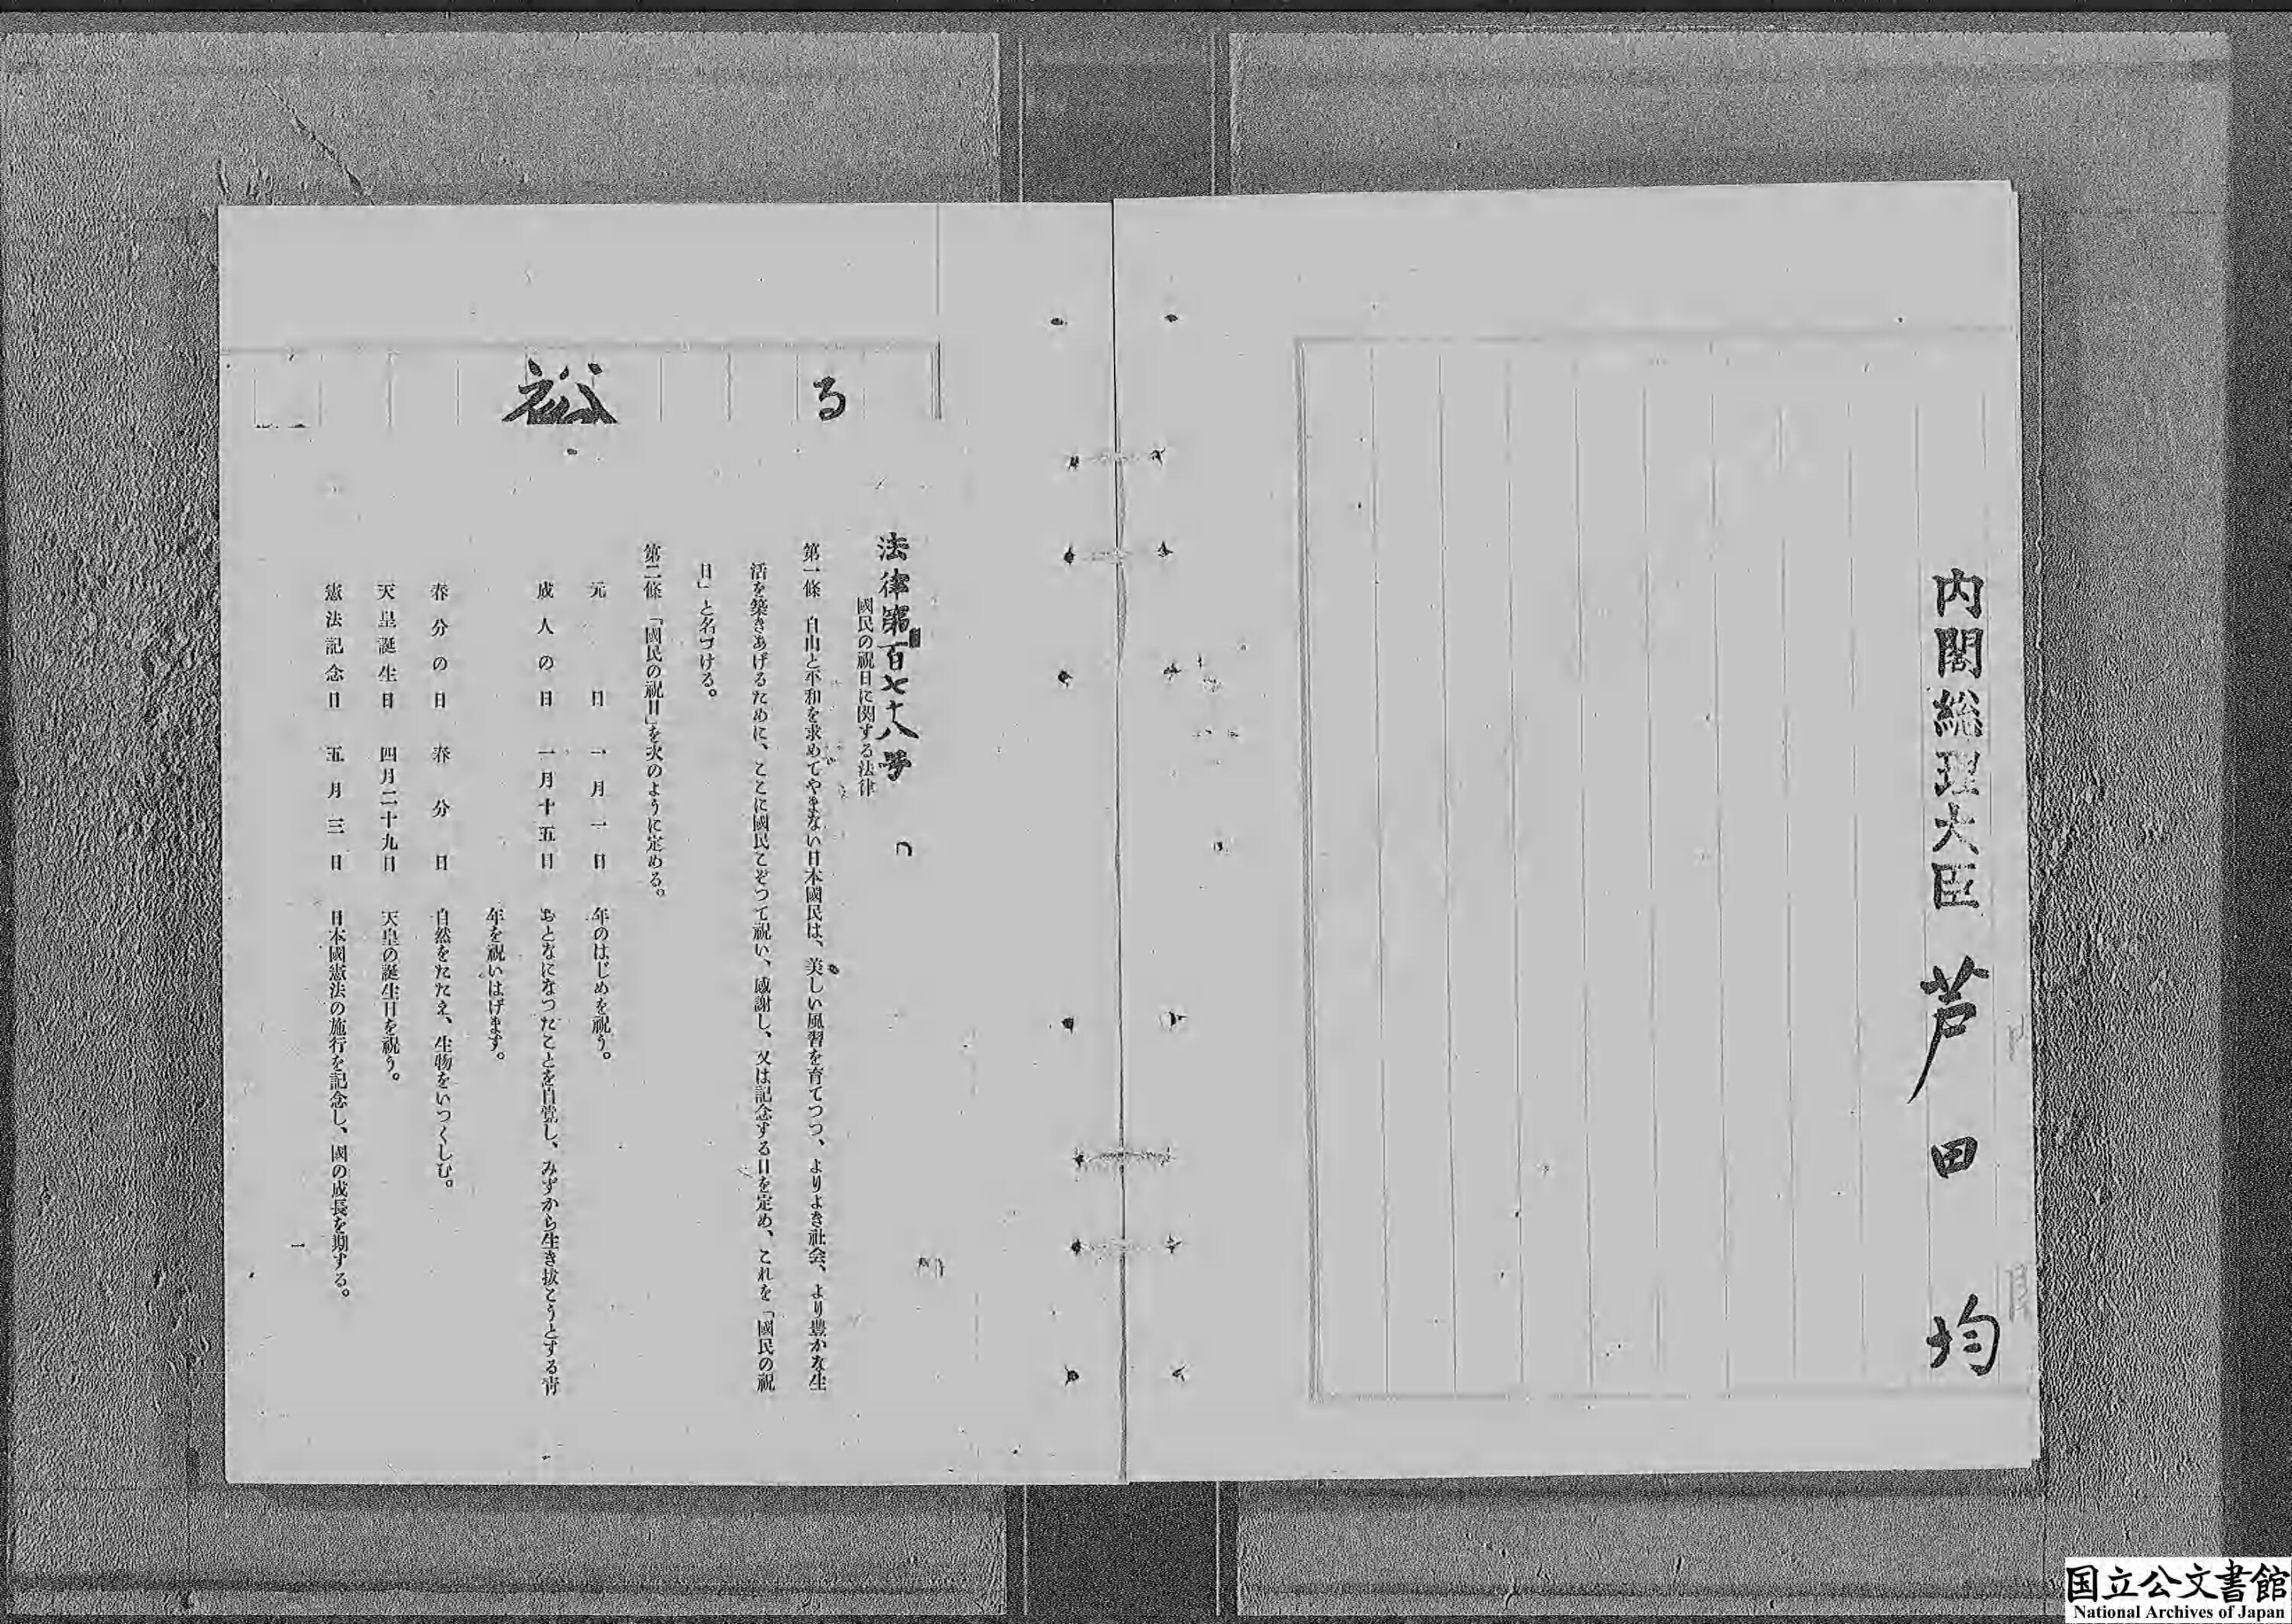 内閣総理大臣 芦田均
る
裕
法律第百七十八号
國民の祝日に関する法律
第一條 自由と平和を求めてやまない日本國民は、美しい風習を育てつつ、よりよき社会、より豊かな生
活を築きあげるために、ここに國民こぞつて祝い、感謝し、又は記念する日を定め、これを「國民の祝
日」と名づける。
第二條 「國民の祝日」を次のように定める。
元日 一月一日 年のはじめを祝う。
成人の日 一月十五日 おとなになつたことを自覚し、みずから生き拔こうとする青
年を祝いはげます。
春分の日 春分日 自然をたたえ、生物をいつくしむ。
天皇誕生日 四月二十九日 天皇の誕生日を祝う。
憲法記念日 五月三日 日本國憲法の施行を記念し、國の成長を期する。
一
国立公文書館
National Archives of Japan